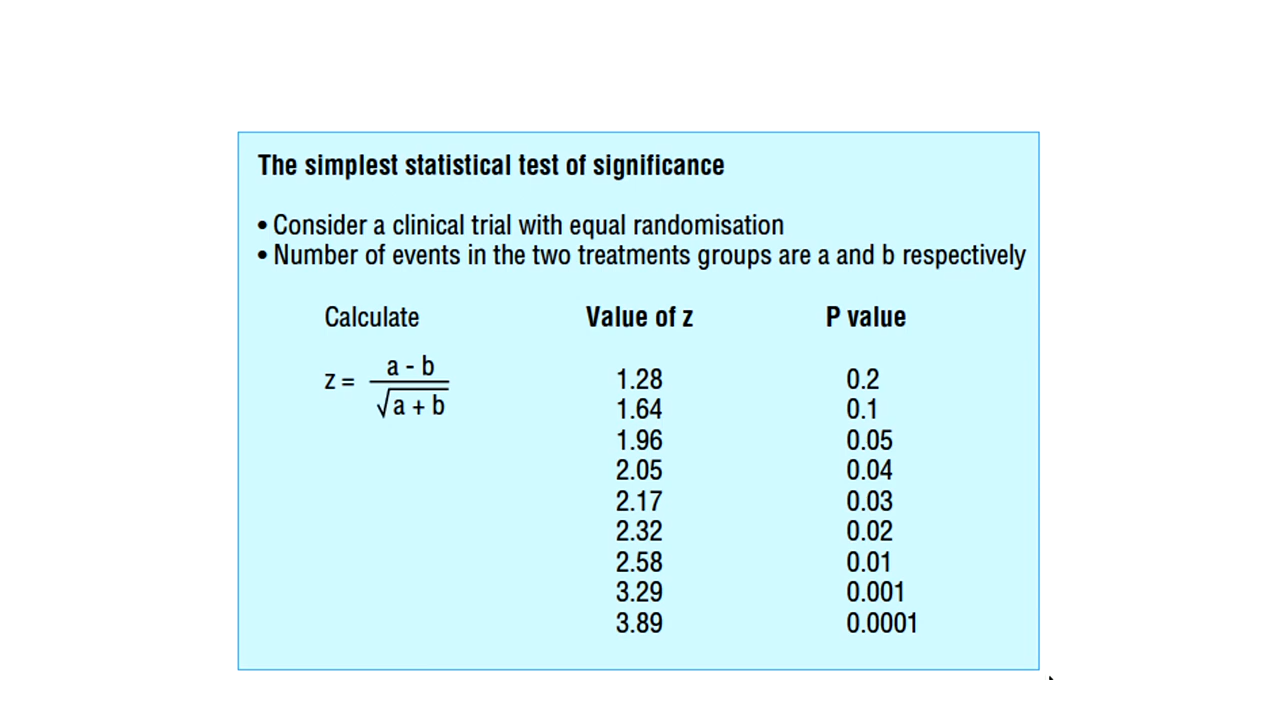 The simplest statistical test of significance
• Consider a clinical trial with equal randomisation
• Number of events in the two treatments groups are a and b respectively
Calculate Value of z P value
z = a - b / √a + b
1.28 0.2
1.64 0.1
1.96 0.05
2.05 0.04
2.17 0.03
2.32 0.02
2.58 0.01
3.29 0.001
3.89 0.0001